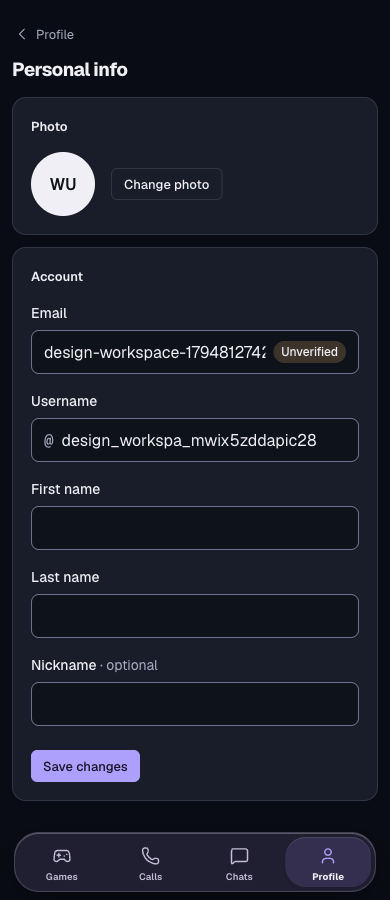 Profile
Personal info
Photo
WU
Change photo
Account
Email
design-workspace-1794812742
Unverified
Username
@ design_workspa_mwix5zddapic28
First name
Last name
Nickname · optional
Save changes
Games
Calls
Chats
Profile